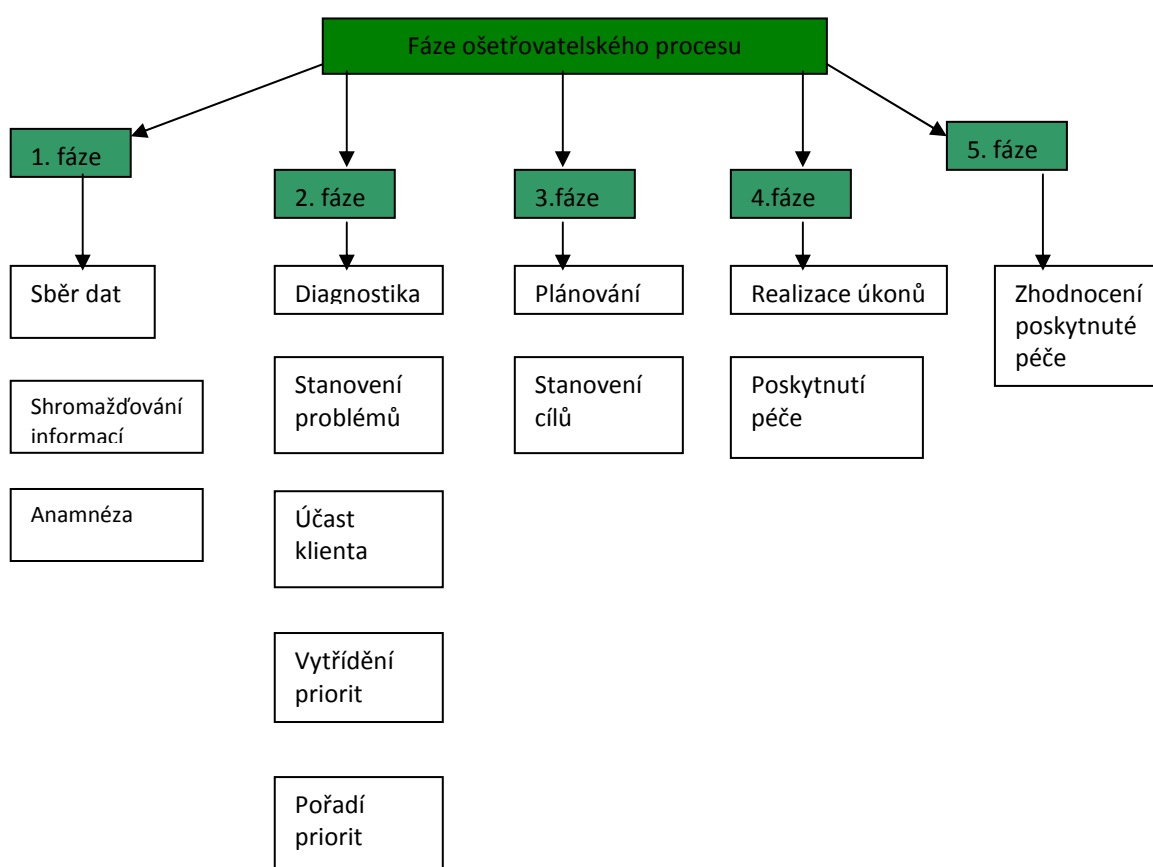 Fáze ošetřovatelského procesu
1. fáze
2. fáze
3.fáze
4.fáze
5. fáze
Sběr dat
Diagnostika
Plánování
Realizace úkonů
Zhodnocení
poskytnuté
péče
Shromažďování
informací
Stanovení
problémů
Stanovení
cílů
Poskytnutí
péče
Anamnéza
Účast
klienta
Vytřídění
priorit
Pořadí
priorit